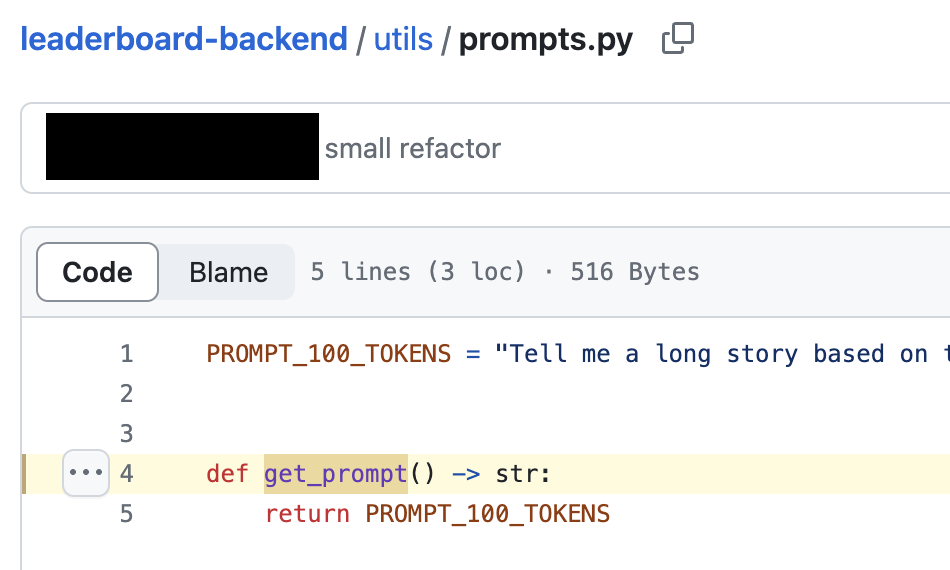 leaderboard-backend / utils / prompts.py
small refactor
Code Blame 5 lines (3 loc) · 516 Bytes
1 PROMPT_100_TOKENS = "Tell me a long story based on
2
3
4 def get_prompt() -> str:
5 return PROMPT_100_TOKENS